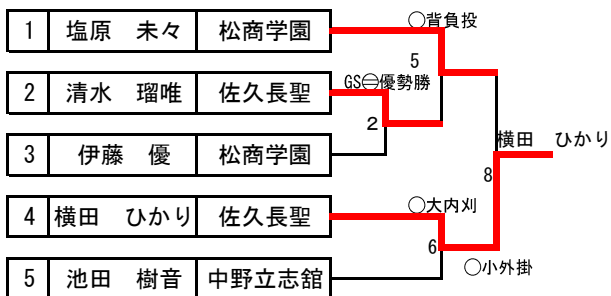 1 塩原　未々 松商学園
2 清水　瑠唯 佐久長聖
3 伊藤　優 松商学園
4 横田　ひかり 佐久長聖
5 池田　樹音 中野立志舘
〇背負投
5
GS㊀優勢勝
2
横田　ひかり
8
〇大内刈
6
〇小外掛